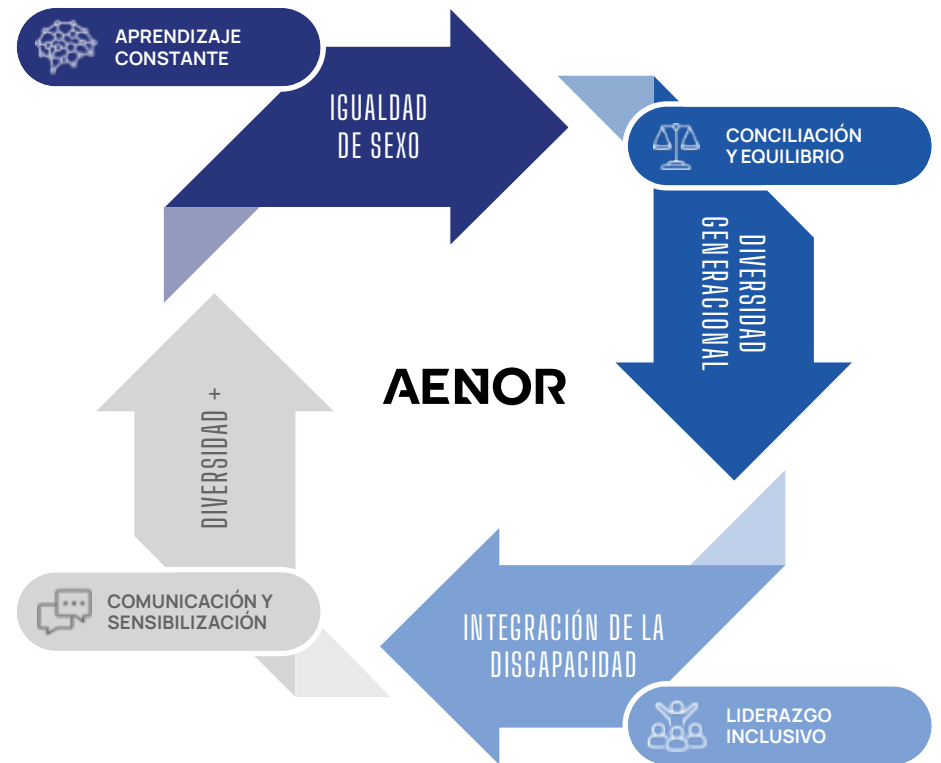 APRENDIZAJE
CONSTANTE
IGUALDAD
DE SEXO
CONCILIACIÓN
Y EQUILIBRIO
DIVERSIDAD
GENERACIONAL
AENOR
DIVERSIDAD +
COMUNICACIÓN Y
SENSIBILIZACIÓN
INTEGRACIÓN DE LA
DISCAPACIDAD
LIDERAZGO
INCLUSIVO